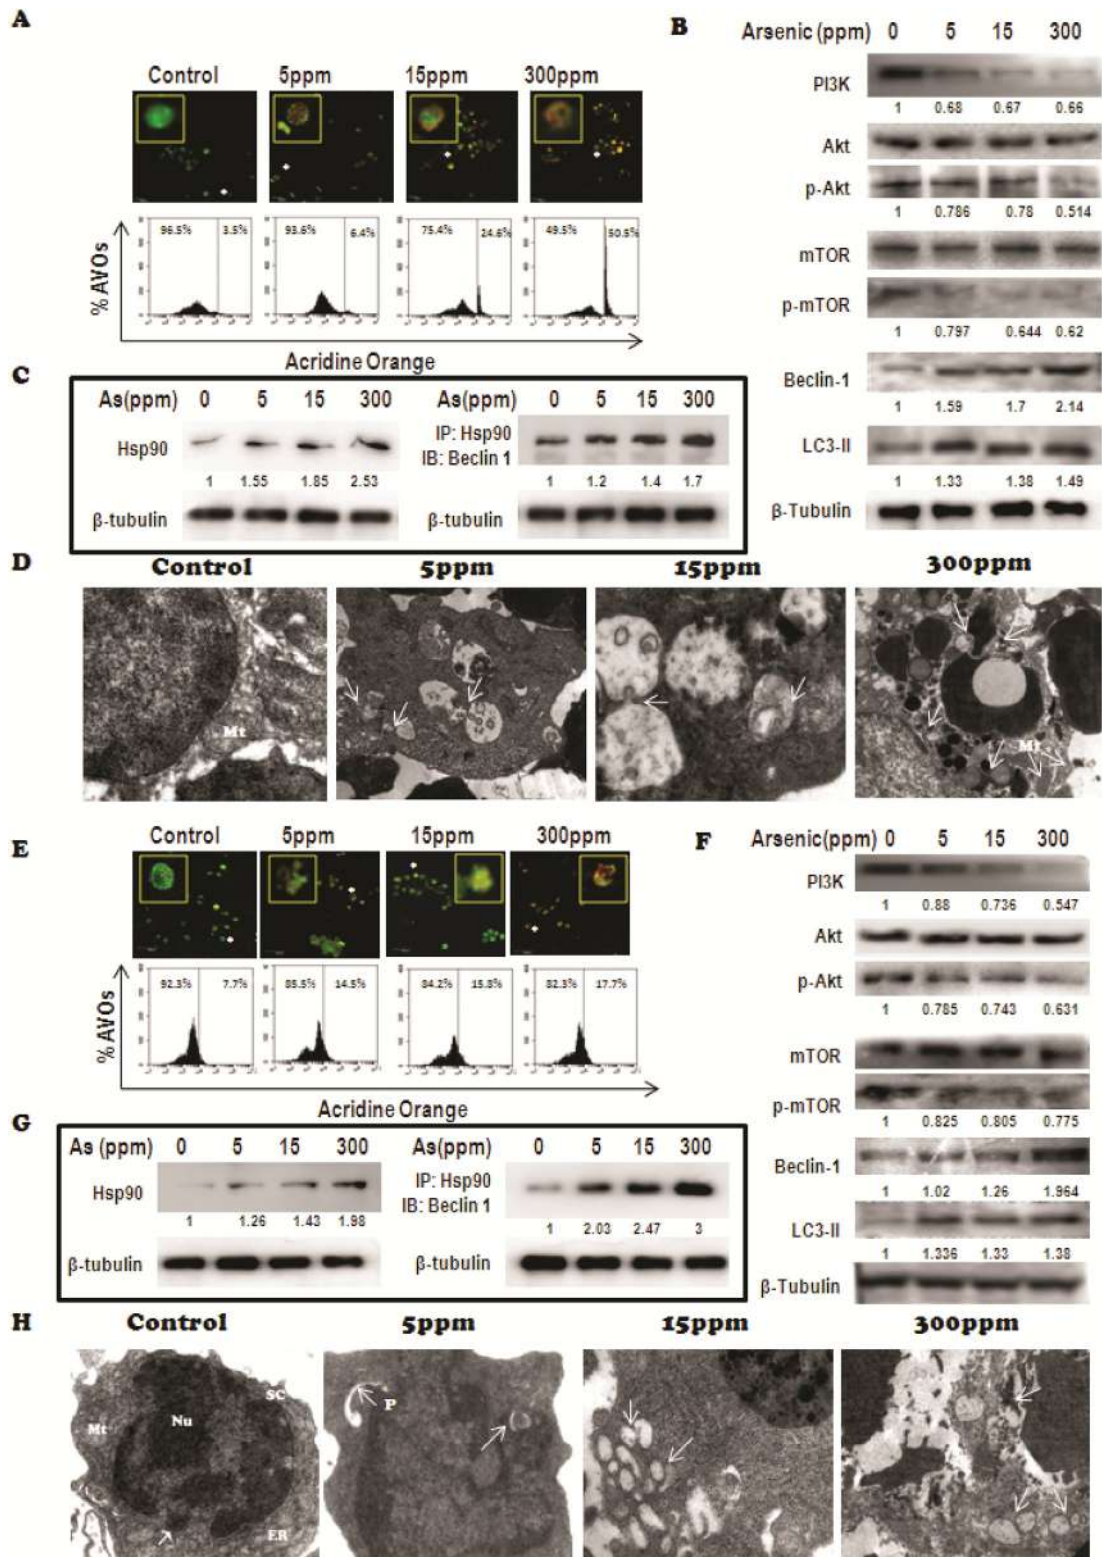 A
Control 5ppm 15ppm 300ppm
96.5% 3.5% 93.6% 6.4% 75.4% 24.6% 49.5% 50.5%
% AVOs
Acridine Orange
B
Arsenic (ppm) 0 5 15 300
PI3K
1 0.68 0.67 0.66
Akt
p-Akt
1 0.786 0.78 0.514
mTOR
p-mTOR
1 0.797 0.644 0.62
Beclin-1
1 1.59 1.7 2.14
LC3-II
1 1.33 1.38 1.49
β-Tubulin
C
As(ppm) 0 5 15 300
Hsp90
1 1.55 1.85 2.53
β-tubulin
As(ppm) 0 5 15 300
IP: Hsp90
IB: Beclin 1
1 1.2 1.4 1.7
β-tubulin
D
Control 5ppm 15ppm 300ppm
Mt
Mt
E
Control 5ppm 15ppm 300ppm
92.3% 7.7% 85.5% 14.5% 84.2% 15.8% 82.3% 17.7%
% AVOs
Acridine Orange
F
Arsenic(ppm) 0 5 15 300
PI3K
1 0.88 0.736 0.547
Akt
p-Akt
1 0.785 0.743 0.631
mTOR
p-mTOR
1 0.825 0.805 0.775
Beclin-1
1 1.02 1.26 1.964
LC3-II
1 1.336 1.33 1.38
β-Tubulin
G
As (ppm) 0 5 15 300
Hsp90
1 1.26 1.43 1.98
β-tubulin
As(ppm) 0 5 15 300
IP: Hsp90
IB: Beclin 1
1 2.03 2.47 3
β-tubulin
H
Control 5ppm 15ppm 300ppm
SC
Mt Nu
P
ER